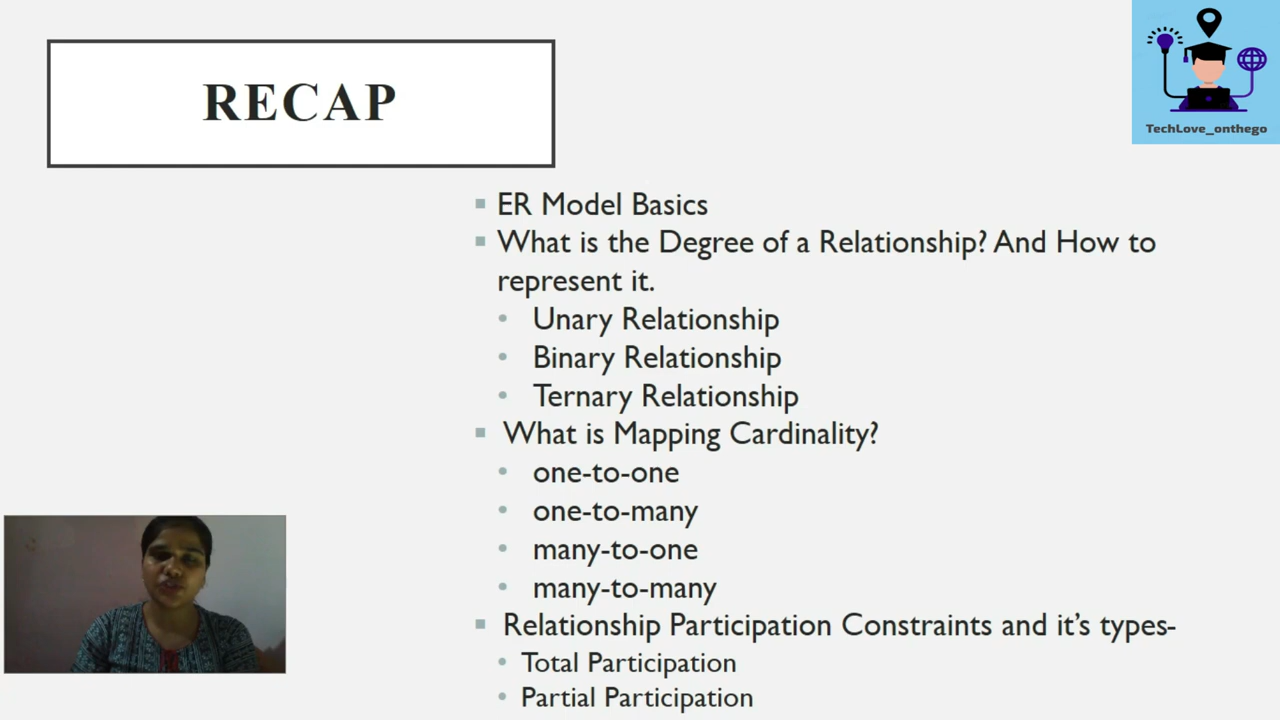 RECAP
TechLove_onthego
ER Model Basics
What is the Degree of a Relationship? And How to
represent it.
Unary Relationship
Binary Relationship
Ternary Relationship
What is Mapping Cardinality?
one-to-one
one-to-many
many-to-one
many-to-many
Relationship Participation Constraints and it’s types-
Total Participation
Partial Participation